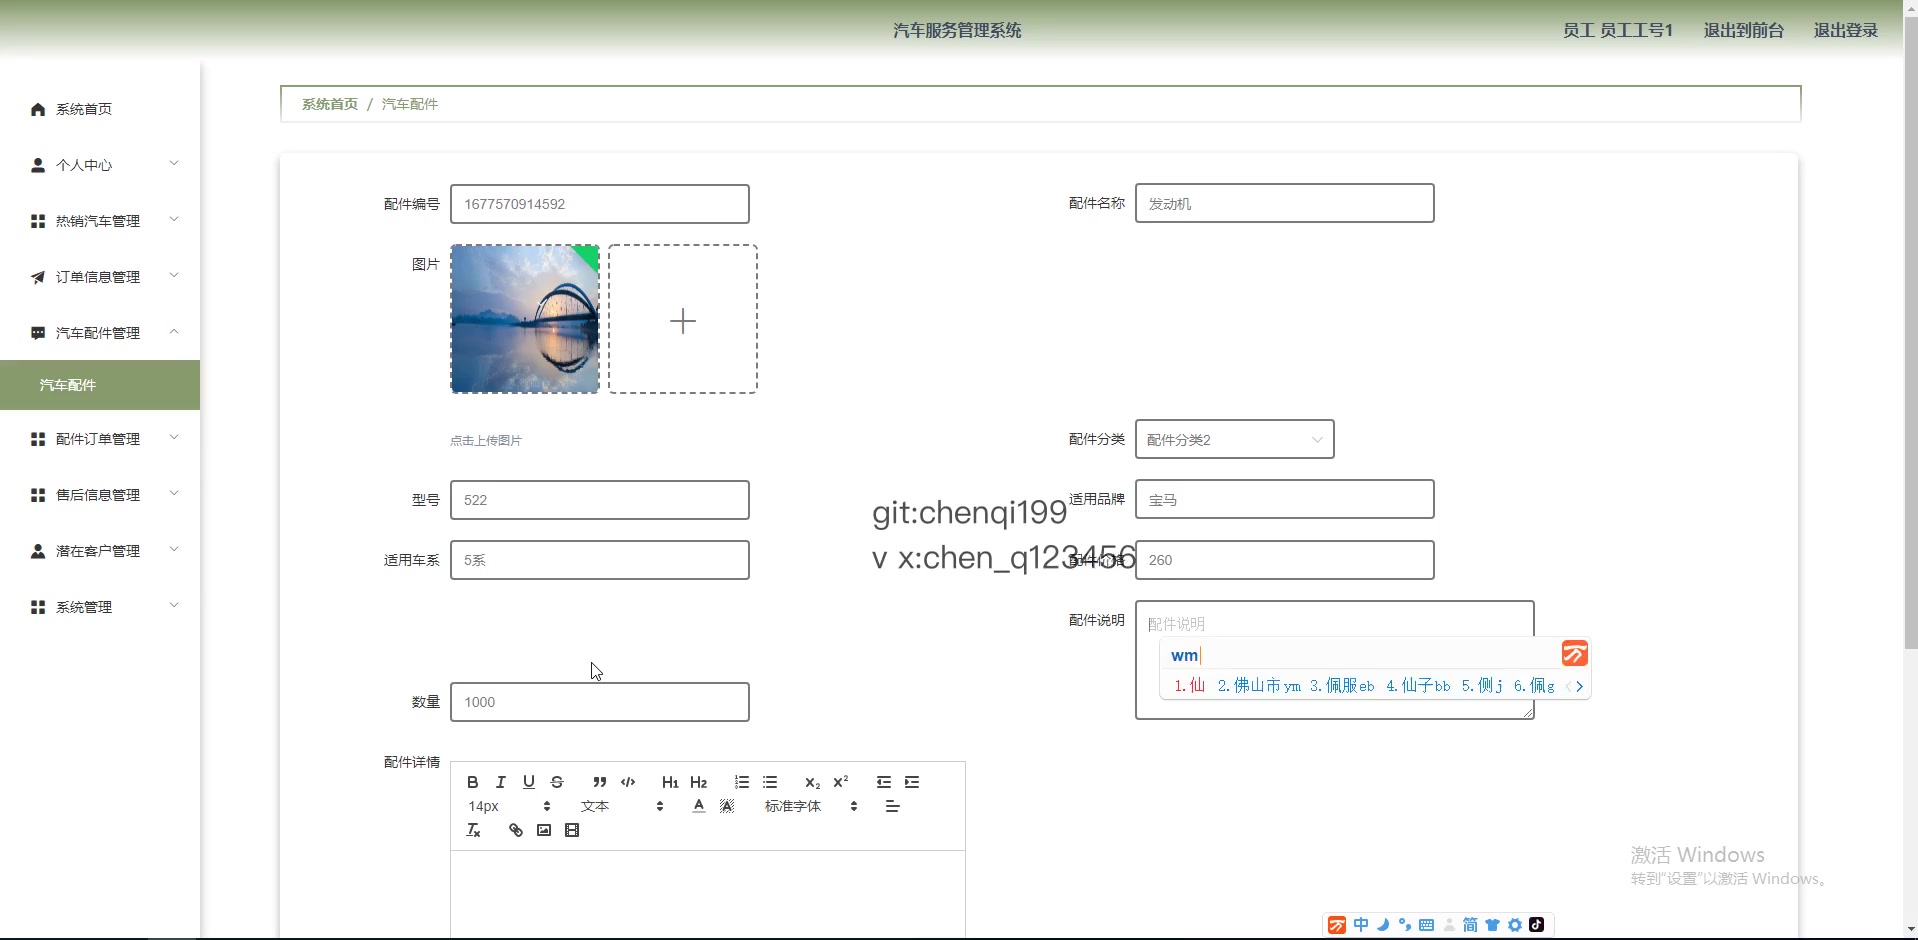 汽车服务管理系统
员工 员工工号1
退出到前台
退出登录
系统首页
个人中心
热销汽车管理
订单信息管理
汽车配件管理
汽车配件
配件订单管理
售后信息管理
潜在客户管理
系统管理
系统首页 / 汽车配件
配件编号 1677570914592
配件名称 发动机
图片
点击上传图片
配件分类 配件分类2
型号 522
适用品牌 宝马
git:chenqi199
适用车系 5系
v x:chen_q123456
配件价格 260
配件说明 配件说明
wm
1.仙 2.佛山市ym 3.佩服eb 4.仙子bb 5.侧j 6.佩g
数量 1000
配件详情
B I U S ” </> H1 H2 X2 X2
14px 文本 A A 标准字体
Tx
激活 Windows
转到“设置”以激活 Windows。
中 简